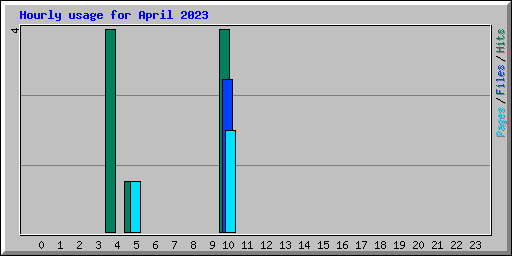 Hourly usage for April 2023
4
Pages/Files/Hits
0 1 2 3 4 5 6 7 8 9 10 11 12 13 14 15 16 17 18 19 20 21 22 23